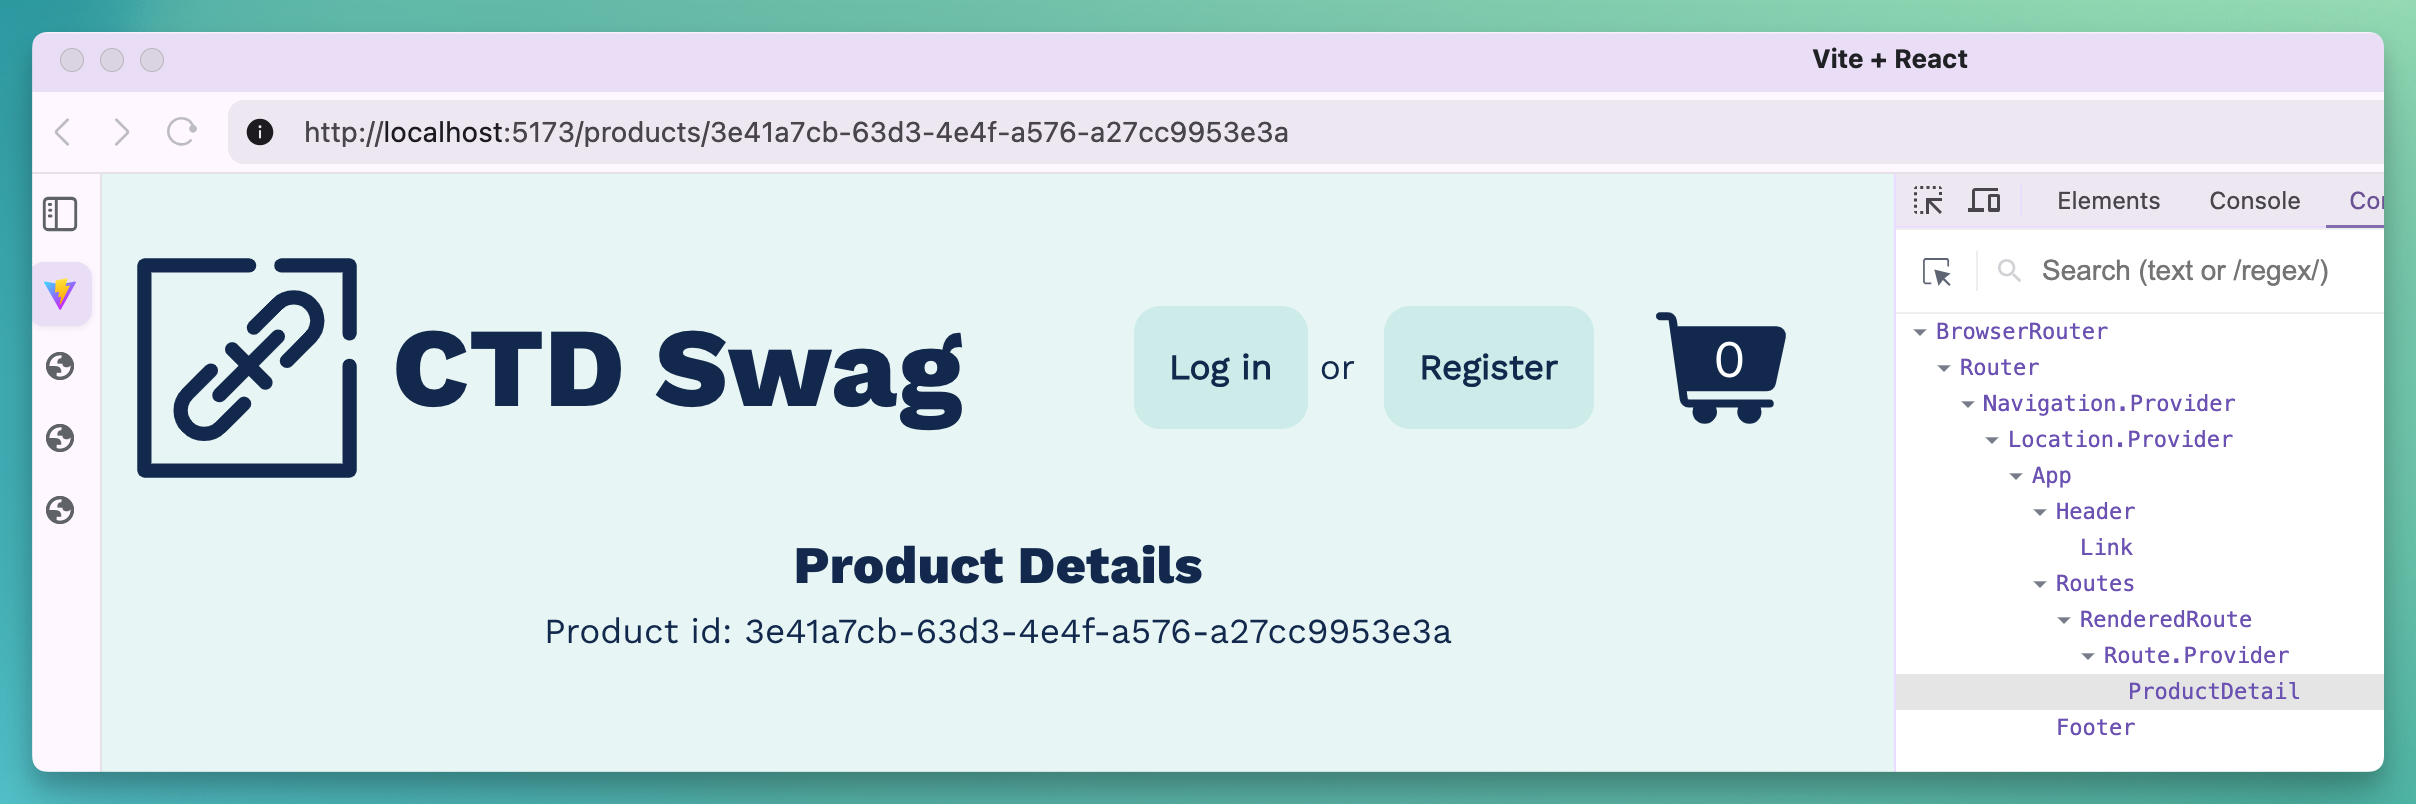 Vite + React
http://localhost:5173/products/3e41a7cb-63d3-4e4f-a576-a27cc9953e3a
Elements Console Co
Search (text or /regex/)
CTD Swag
Log in or Register
0
Product Details
Product id: 3e41a7cb-63d3-4e4f-a576-a27cc9953e3a
BrowserRouter
Router
Navigation.Provider
Location.Provider
App
Header
Link
Routes
RenderedRoute
Route.Provider
ProductDetail
Footer